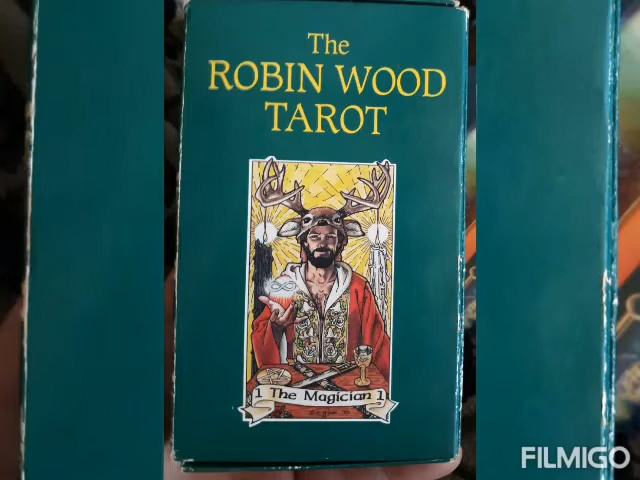 The
ROBIN WOOD
TAROT
1 The Magician 1
FILMIGO